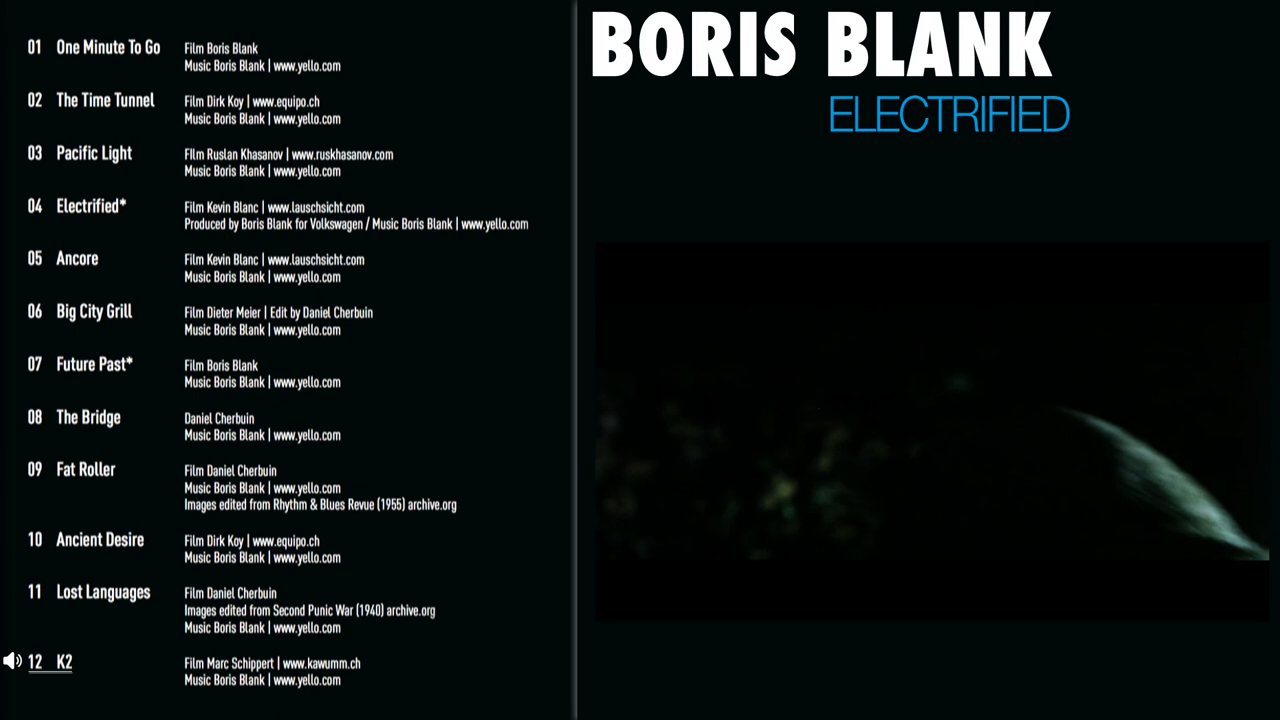 01 One Minute To Go
Film Boris Blank
Music Boris Blank | www.yello.com
02 The Time Tunnel
Film Dirk Koy | www.equipo.ch
Music Boris Blank | www.yello.com
03 Pacific Light
FIlm Ruslan Khasanov | www.ruskhasanov.com
Music Boris Blank | www.yello.com
04 Electrified*
Film Kevin Blanc | www.lauschsicht.com
Produced by Boris Blank for Volkswagen / Music Boris Blank | www.yello.com
05 Ancore
Film Kevin Blanc | www.lauschsicht.com
Music Boris Blank | www.yello.com
06 Big City Grill
Film Dieter Meier | Edit by Daniel Cherbuin
Music Boris Blank | www.yello.com
07 Future Past*
Film Boris Blank
Music Boris Blank | www.yello.com
08 The Bridge
Daniel Cherbuin
Music Boris Blank | www.yello.com
09 Fat Roller
Film Daniel Cherbuin
Music Boris Blank | www.yello.com
Images edited from Rhythm & Blues Revue (1955) archive.org
10 Ancient Desire
Film Dirk Koy | www.equipo.ch
Music Boris Blank | www.yello.com
11 Lost Languages
Film Daniel Cherbuin
Images edited from Second Punic War (1940) archive.org
Music Boris Blank | www.yello.com
12 K2
Film Marc Schippert | www.kawumm.ch
Music Boris Blank | www.yello.com
BORIS BLANK
ELECTRIFIED